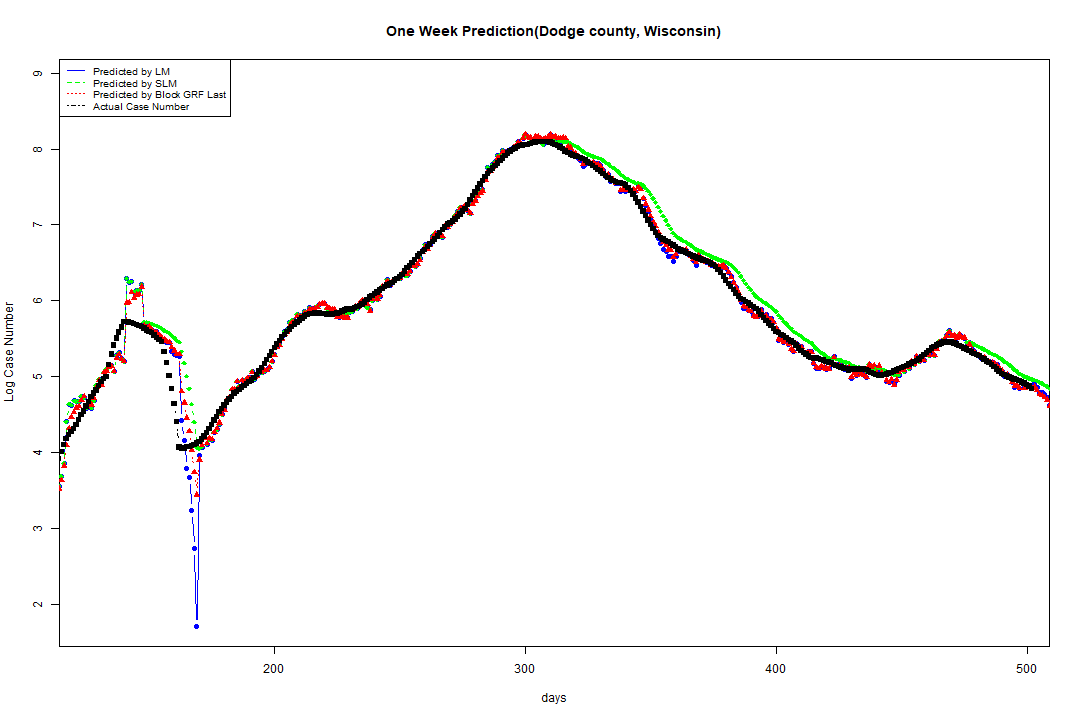 One Week Prediction(Dodge county, Wisconsin)
Predicted by LM
Predicted by SLM
Predicted by Block GRF Last
Actual Case Number
9
8
7
6
5
4
3
2
Log Case Number
200 300 400 500
days